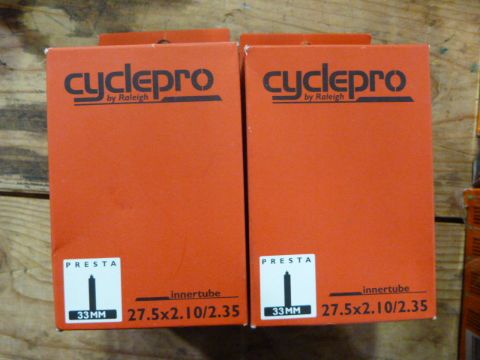 cyclepro
by Raleigh
PRESTA
33MM
innertube
27.5x2.10/2.35
cyclepro
by Raleigh
PRESTA
33MM
innertube
27.5x2.10/2.35